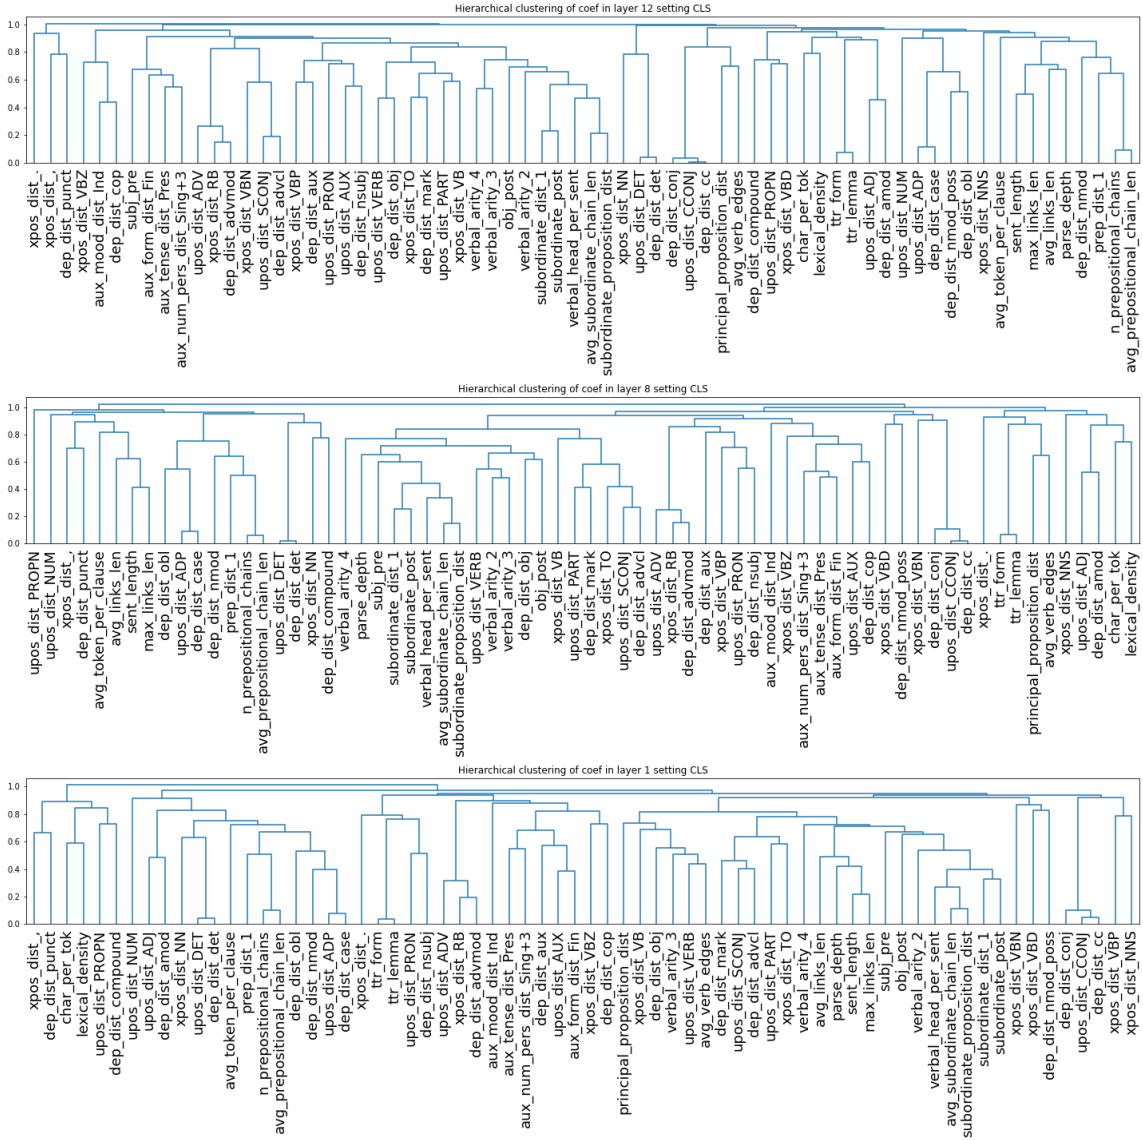 Hierarchical clustering of coef in layer 12 setting CLS
1.0
0.8
0.6
0.4
0.2
0.0
xpos_dist_.
xpos_dist_,
dep_dist_punct
xpos_dist_VBZ
aux_mood_dist_Ind
dep_dist_cop
subj_pre
aux_form_dist_Fin
aux_tense_dist_Pres
aux_num_pers_dist_Sing+3
upos_dist_ADV
xpos_dist_RB
dep_dist_advmod
xpos_dist_VBN
upos_dist_SCONJ
dep_dist_advcl
xpos_dist_VBP
dep_dist_aux
upos_dist_PRON
upos_dist_AUX
dep_dist_nsubj
upos_dist_VERB
dep_dist_obj
xpos_dist_TO
dep_dist_mark
upos_dist_PART
xpos_dist_VB
verbal_arity_4
verbal_arity_3
obj_post
verbal_arity_2
subordinate_dist_1
subordinate_post
verbal_head_per_sent
avg_subordinate_chain_len
subordinate_proposition_dist
xpos_dist_NN
upos_dist_DET
dep_dist_det
dep_dist_conj
upos_dist_CCONJ
dep_dist_cc
principal_proposition_dist
avg_verb_edges
dep_dist_compound
upos_dist_PROPN
xpos_dist_VBD
char_per_tok
lexical_density
ttr_form
ttr_lemma
upos_dist_ADJ
dep_dist_amod
upos_dist_NUM
upos_dist_ADP
dep_dist_case
dep_dist_nmod_poss
dep_dist_obl
xpos_dist_NNS
avg_token_per_clause
sent_length
max_links_len
avg_links_len
parse_depth
dep_dist_nmod
prep_dist_1
n_prepositional_chains
avg_prepositional_chain_len
Hierarchical clustering of coef in layer 8 setting CLS
1.0
0.8
0.6
0.4
0.2
0.0
upos_dist_PROPN
upos_dist_NUM
xpos_dist_,
dep_dist_punct
avg_token_per_clause
avg_links_len
sent_length
max_links_len
dep_dist_obl
upos_dist_ADP
dep_dist_case
dep_dist_nmod
prep_dist_1
n_prepositional_chains
avg_prepositional_chain_len
upos_dist_DET
dep_dist_det
xpos_dist_NN
dep_dist_compound
verbal_arity_4
parse_depth
subj_pre
subordinate_dist_1
subordinate_post
verbal_head_per_sent
avg_subordinate_chain_len
subordinate_proposition_dist
upos_dist_VERB
verbal_arity_2
verbal_arity_3
dep_dist_obj
obj_post
xpos_dist_VB
upos_dist_PART
dep_dist_mark
xpos_dist_TO
upos_dist_SCONJ
dep_dist_advcl
upos_dist_ADV
xpos_dist_RB
dep_dist_advmod
dep_dist_aux
xpos_dist_VBP
upos_dist_PRON
dep_dist_nsubj
aux_mood_dist_Ind
xpos_dist_VBZ
aux_num_pers_dist_Sing+3
aux_tense_dist_Pres
aux_form_dist_Fin
upos_dist_AUX
dep_dist_cop
xpos_dist_VBD
dep_dist_nmod_poss
xpos_dist_VBN
dep_dist_conj
upos_dist_CCONJ
dep_dist_cc
xpos_dist_.
ttr_form
ttr_lemma
principal_proposition_dist
avg_verb_edges
xpos_dist_NNS
upos_dist_ADJ
dep_dist_amod
char_per_tok
lexical_density
Hierarchical clustering of coef in layer 1 setting CLS
1.0
0.8
0.6
0.4
0.2
0.0
xpos_dist_,
dep_dist_punct
char_per_tok
lexical_density
upos_dist_PROPN
dep_dist_compound
upos_dist_NUM
upos_dist_ADJ
dep_dist_amod
xpos_dist_NN
upos_dist_DET
dep_dist_det
avg_token_per_clause
prep_dist_1
n_prepositional_chains
avg_prepositional_chain_len
dep_dist_obl
dep_dist_nmod
upos_dist_ADP
dep_dist_case
xpos_dist_.
ttr_form
ttr_lemma
upos_dist_PRON
dep_dist_nsubj
upos_dist_ADV
xpos_dist_RB
dep_dist_advmod
aux_mood_dist_Ind
aux_tense_dist_Pres
aux_num_pers_dist_Sing+3
dep_dist_aux
upos_dist_AUX
aux_form_dist_Fin
xpos_dist_VBZ
dep_dist_cop
principal_proposition_dist
xpos_dist_VB
dep_dist_obj
verbal_arity_3
upos_dist_VERB
avg_verb_edges
dep_dist_mark
upos_dist_SCONJ
dep_dist_advcl
upos_dist_PART
xpos_dist_TO
verbal_arity_4
avg_links_len
parse_depth
sent_length
max_links_len
subj_pre
obj_post
verbal_arity_2
verbal_head_per_sent
avg_subordinate_chain_len
subordinate_proposition_dist
subordinate_dist_1
subordinate_post
xpos_dist_VBN
xpos_dist_VBD
dep_dist_nmod_poss
dep_dist_conj
upos_dist_CCONJ
dep_dist_cc
xpos_dist_VBP
xpos_dist_NNS